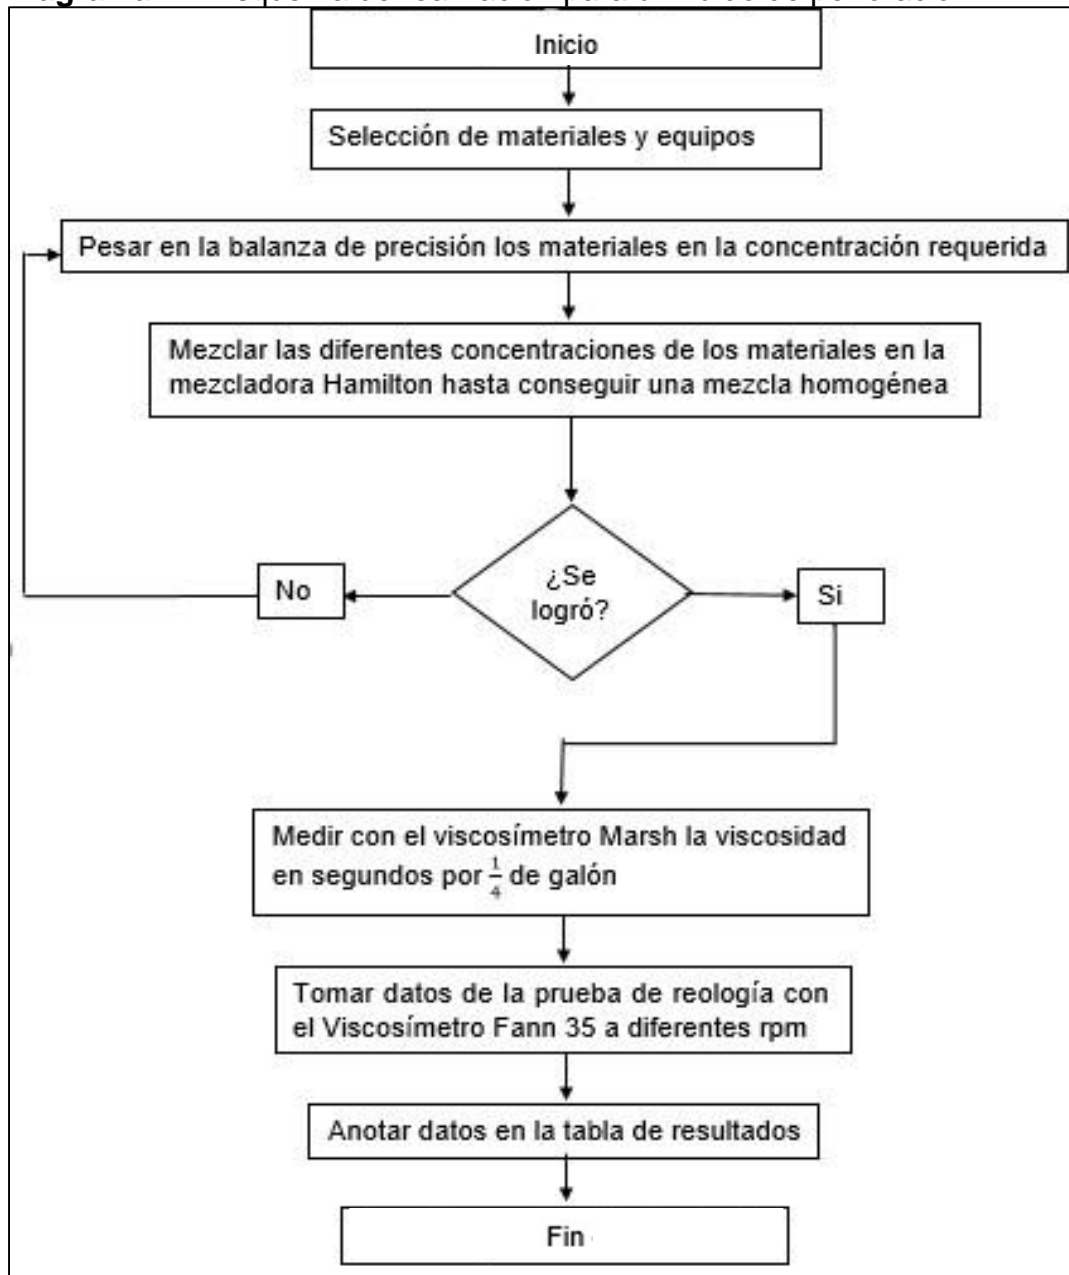 Inicio
Selección de materiales y equipos
Pesar en la balanza de precisión los materiales en la concentración requerida
Mezclar las diferentes concentraciones de los materiales en la
mezcladora Hamilton hasta conseguir una mezcla homogénea
¿Se
logró?
No
Si
Medir con el viscosímetro Marsh la viscosidad
en segundos por 1/4 de galón
Tomar datos de la prueba de reología con
el Viscosímetro Fann 35 a diferentes rpm
Anotar datos en la tabla de resultados
Fin